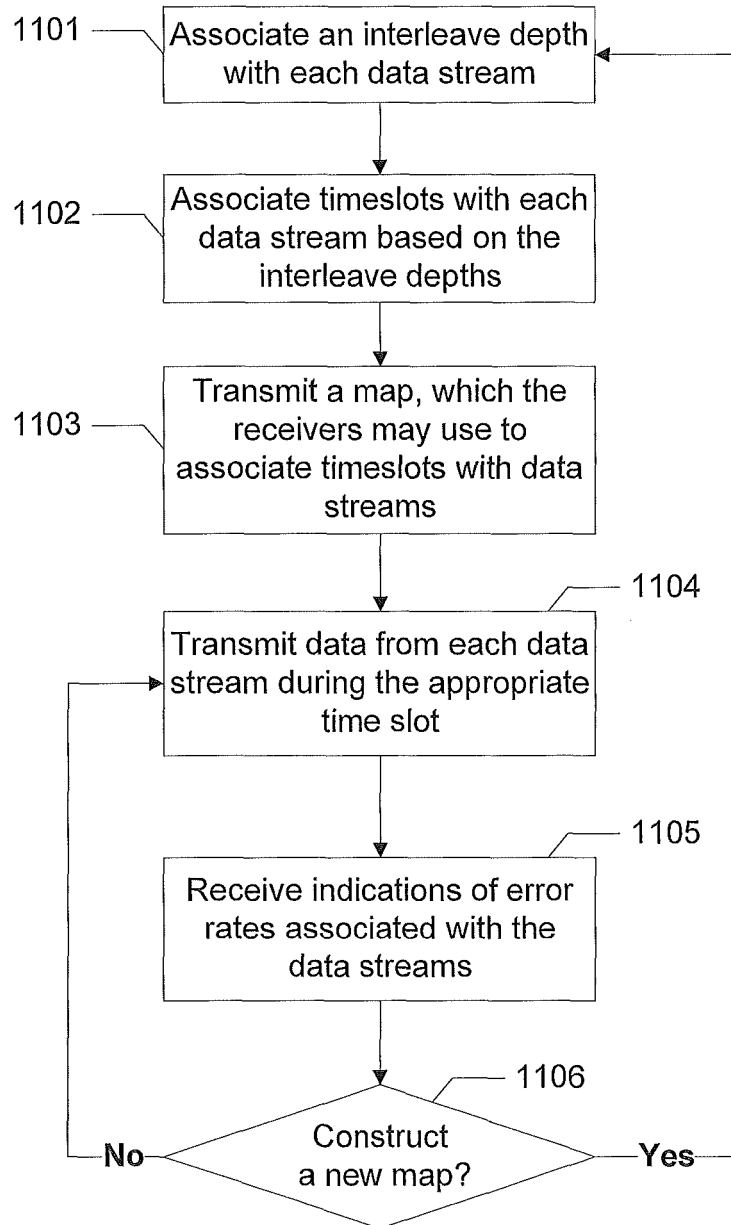 1101
Associate an interleave depth
with each data stream
1102
Associate timeslots with each
data stream based on the
interleave depths
1103
Transmit a map, which the
receivers may use to
associate timeslots with data
streams
1104
Transmit data from each data
stream during the appropriate
time slot
1105
Receive indications of error
rates associated with the
data streams
1106
Construct
a new map?
No
Yes